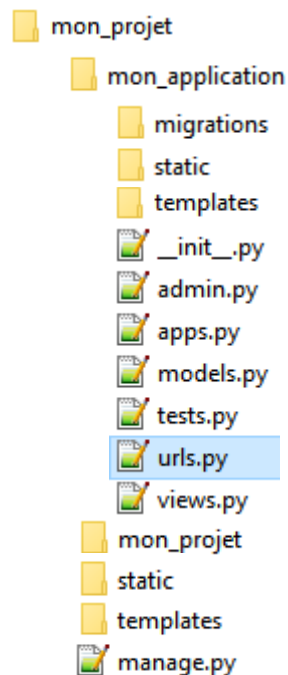 mon_projet
mon_application
migrations
static
templates
__init__.py
admin.py
apps.py
models.py
tests.py
urls.py
views.py
mon_projet
static
templates
manage.py